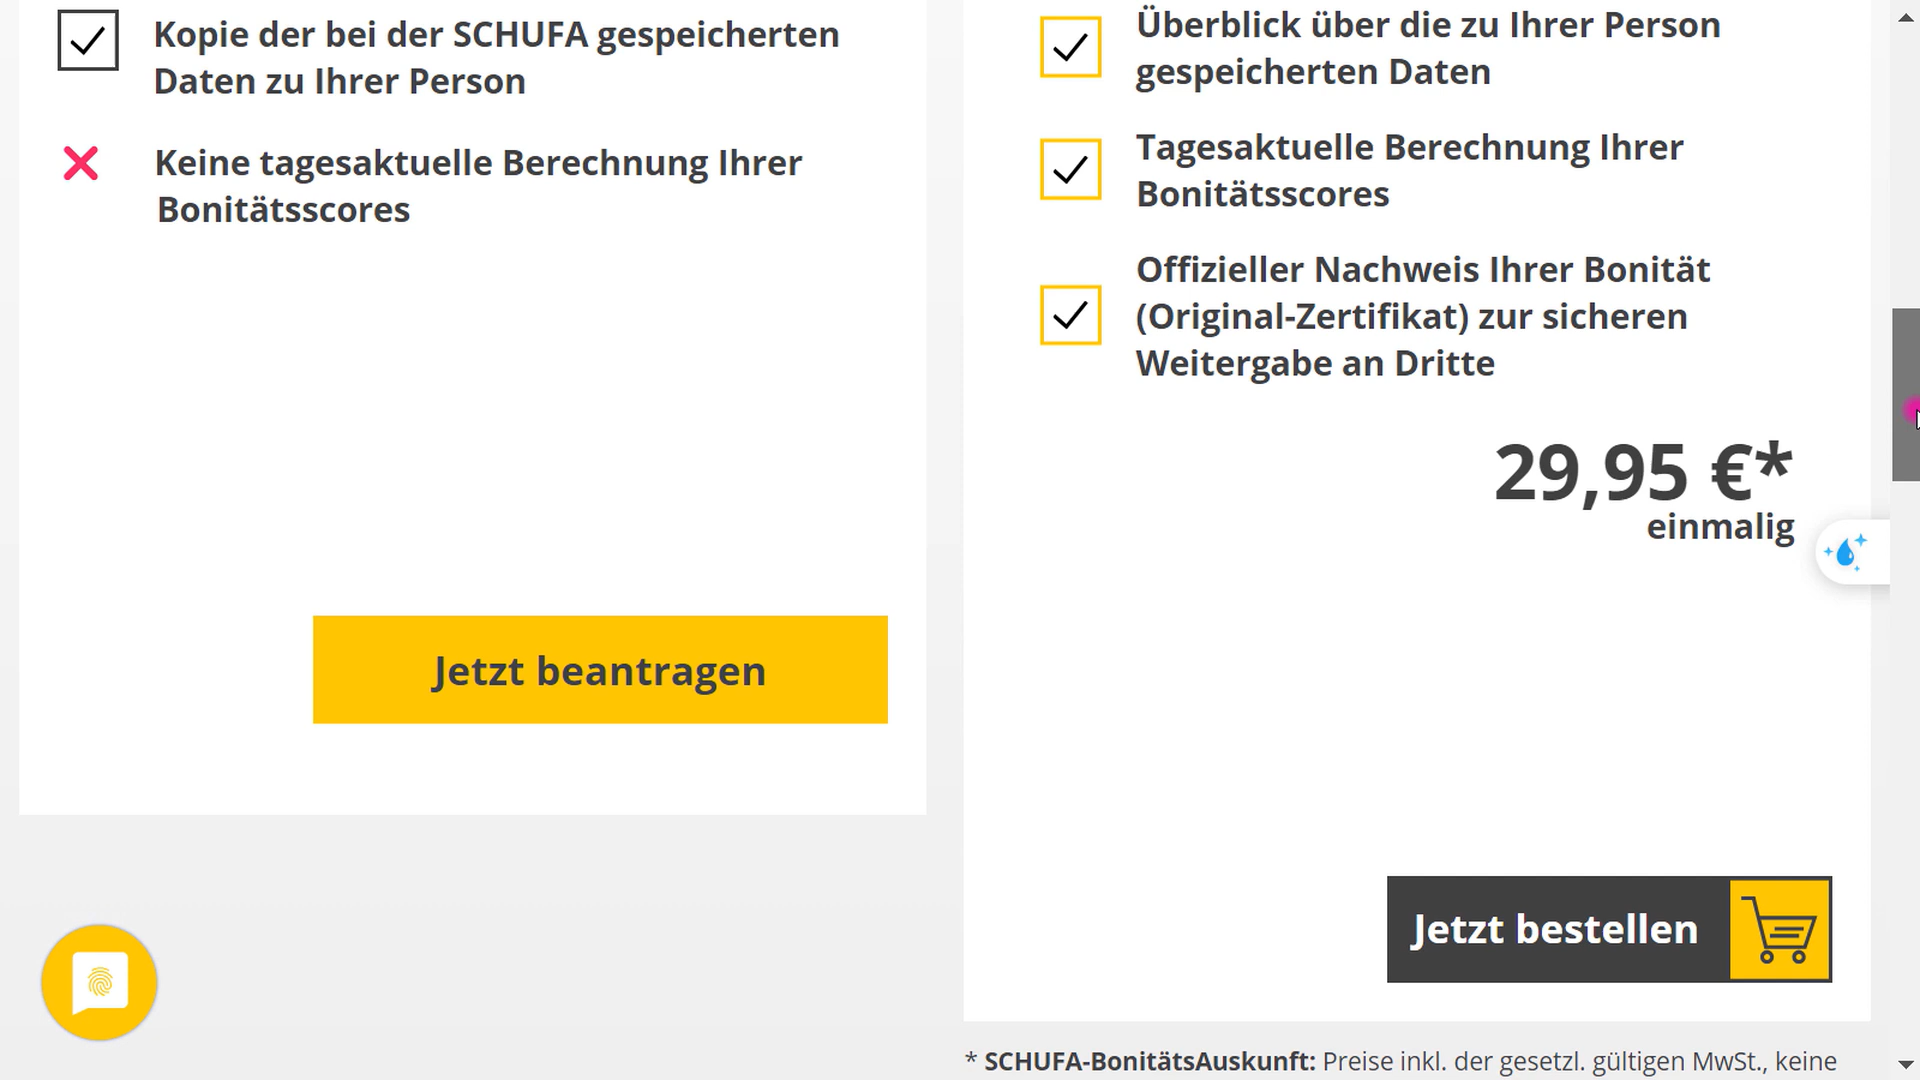 Kopie der bei der SCHUFA gespeicherten
Daten zu Ihrer Person
Keine tagesaktuelle Berechnung Ihrer
Bonitätsscores
Jetzt beantragen
Überblick über die zu Ihrer Person
gespeicherten Daten
Tagesaktuelle Berechnung Ihrer
Bonitätsscores
Offizieller Nachweis Ihrer Bonität
(Original-Zertifikat) zur sicheren
Weitergabe an Dritte
29,95 €*
einmalig
Jetzt bestellen
* SCHUFA-BonitätsAuskunft: Preise inkl. der gesetzl. gültigen MwSt., keine